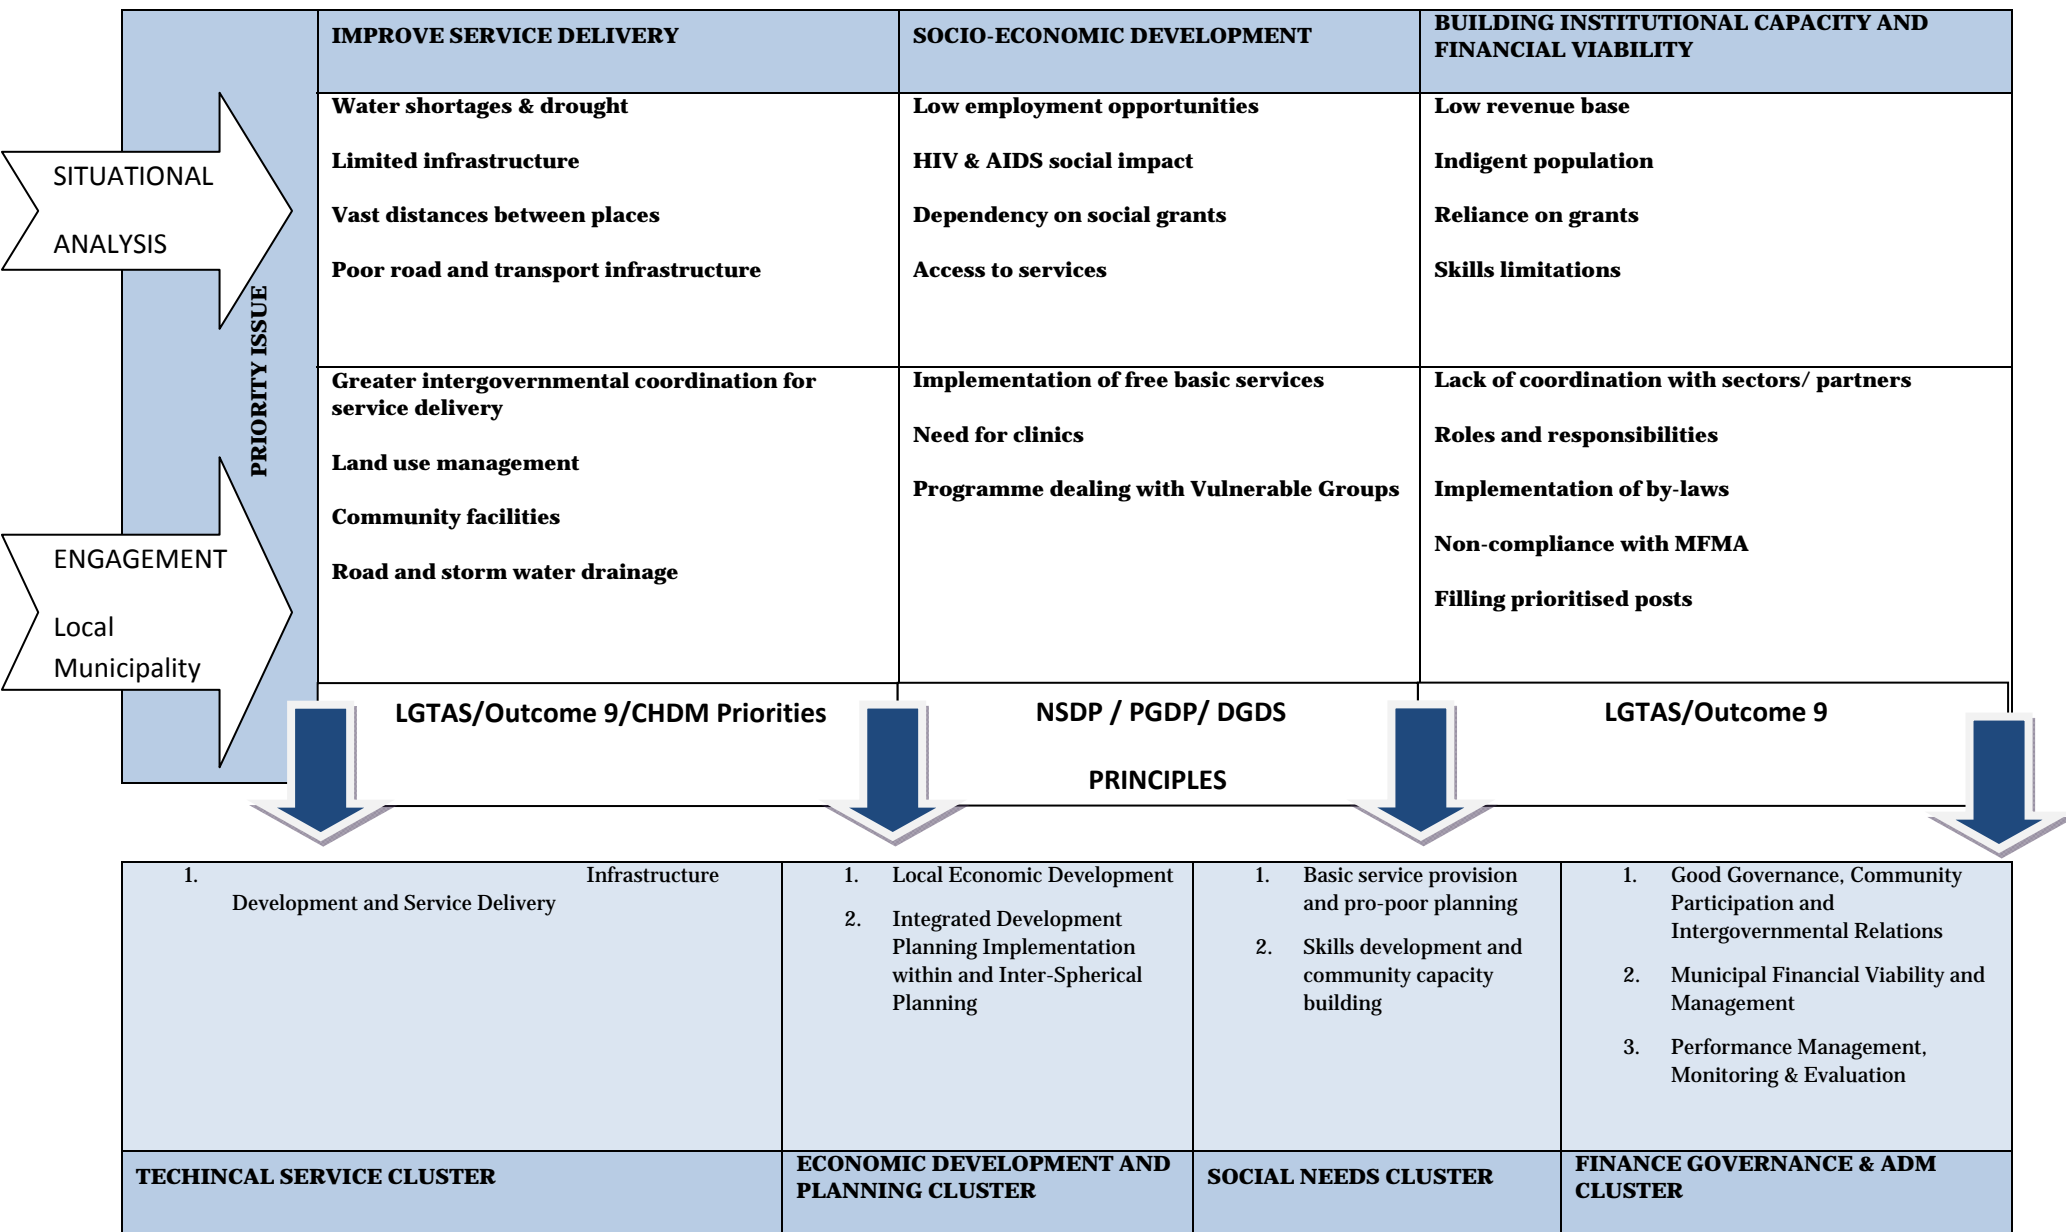 IMPROVE SERVICE DELIVERY
SOCIO-ECONOMIC DEVELOPMENT
BUILDING INSTITUTIONAL CAPACITY AND
FINANCIAL VIABILITY
SITUATIONAL
ANALYSIS
PRIORITY ISSUE
Water shortages & drought
Limited infrastructure
Vast distances between places
Poor road and transport infrastructure
Low employment opportunities
HIV & AIDS social impact
Dependency on social grants
Access to services
Low revenue base
Indigent population
Reliance on grants
Skills limitations
ENGAGEMENT
Local
Municipality
Greater intergovernmental coordination for
service delivery
Land use management
Community facilities
Road and storm water drainage
Implementation of free basic services
Need for clinics
Programme dealing with Vulnerable Groups
Lack of coordination with sectors/ partners
Roles and responsibilities
Implementation of by-laws
Non-compliance with MFMA
Filling prioritised posts
LGTAS/Outcome 9/CHDM Priorities
NSDP / PGDP/ DGDS
PRINCIPLES
LGTAS/Outcome 9
1. Infrastructure
Development and Service Delivery
1. Local Economic Development
2. Integrated Development
Planning Implementation
within and Inter-Spherical
Planning
1. Basic service provision
and pro-poor planning
2. Skills development and
community capacity
building
1. Good Governance, Community
Participation and
Intergovernmental Relations
2. Municipal Financial Viability and
Management
3. Performance Management,
Monitoring & Evaluation
TECHINCAL SERVICE CLUSTER
ECONOMIC DEVELOPMENT AND
PLANNING CLUSTER
SOCIAL NEEDS CLUSTER
FINANCE GOVERNANCE & ADM
CLUSTER